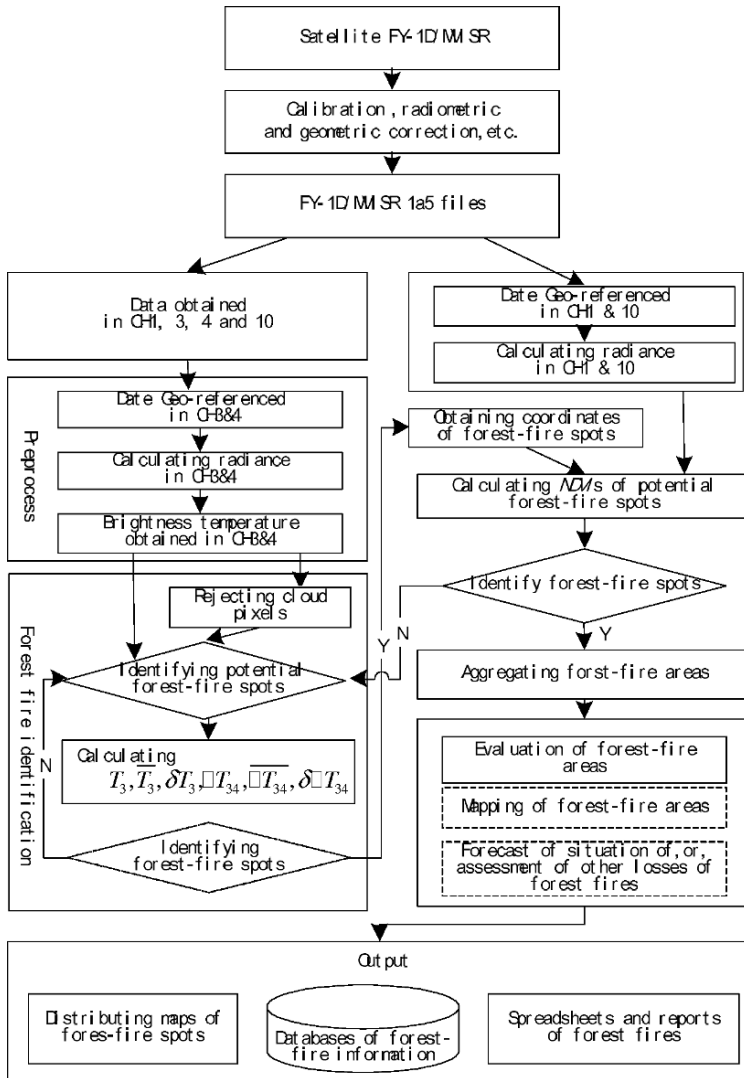 Satellite FY-1D/MVISR
Calibration, radiometric
and geometric correction, etc.
FY-1D/MVISR 1a5 files
Data obtained
in CH1, 3, 4 and 10
Date Geo-referenced
in CH1 & 10
Calculating radiance
in CH1 & 10
Preprocess
Date Geo-referenced
in CH3&4
Calculating radiance
in CH3&4
Brightness temperature
obtained in CH3&4
Obtaining coordinates
of forest-fire spots
Calculating NDVIs of potential
forest-fire spots
Identify forest-fire spots
N
Y
Y
Forest fire identification
Rejecting cloud
pixels
Identifying potential
forest-fire spots
N
Calculating
T₃, T̅₃, δT₃, □T₃₄, □T₃₄, δ□T₃₄
Identifying
forest-fire spots
Aggregating forst-fire areas
Evaluation of forest-fire
areas
Mapping of forest-fire areas
Forecast of situation of, or,
assessment of other losses of
forest fires
Output
Distributing maps of
fores-fire spots
Databases of forest-
fire information
Spreadsheets and reports
of forest fires